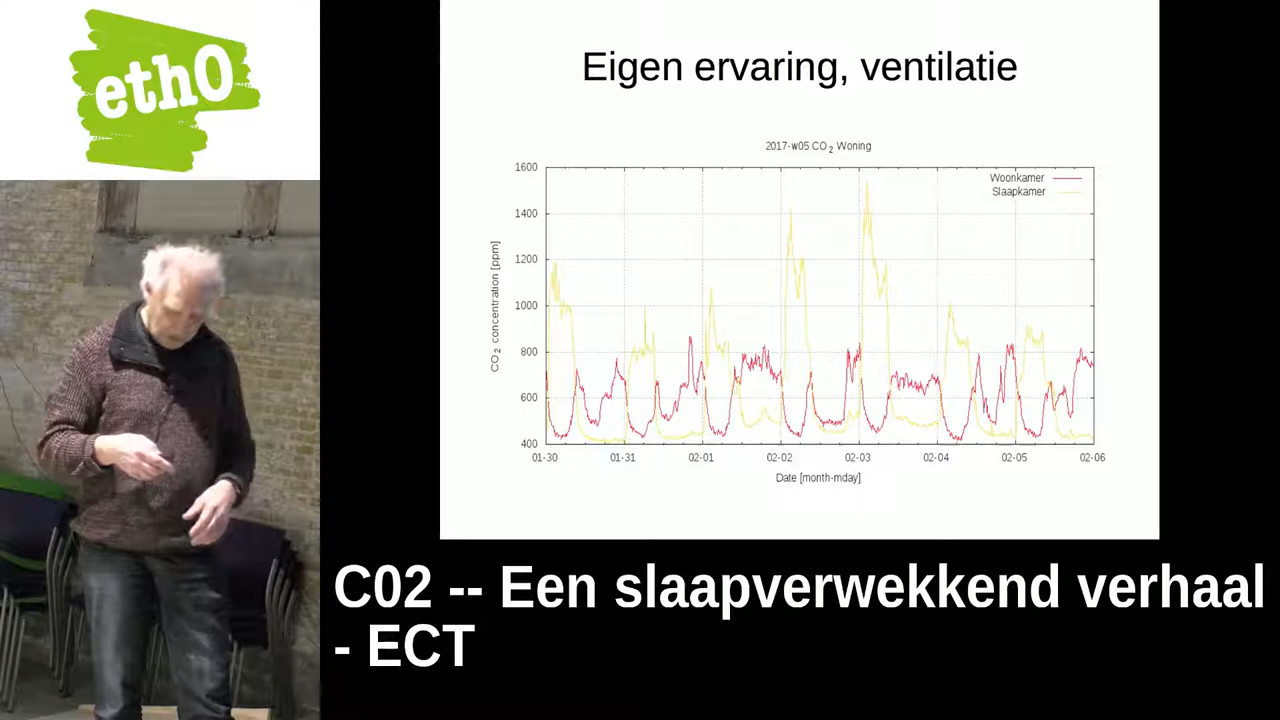 eth0
Eigen ervaring, ventilatie
2017-w05 CO2 Woning
Woonkamer
Slaapkamer
1600
1400
1200
1000
800
600
400
CO2 concentration [ppm]
01-30 01-31 02-01 02-02 02-03 02-04 02-05 02-06
Date [month-mday]
C02 -- Een slaapverwekkend verhaal
- ECT